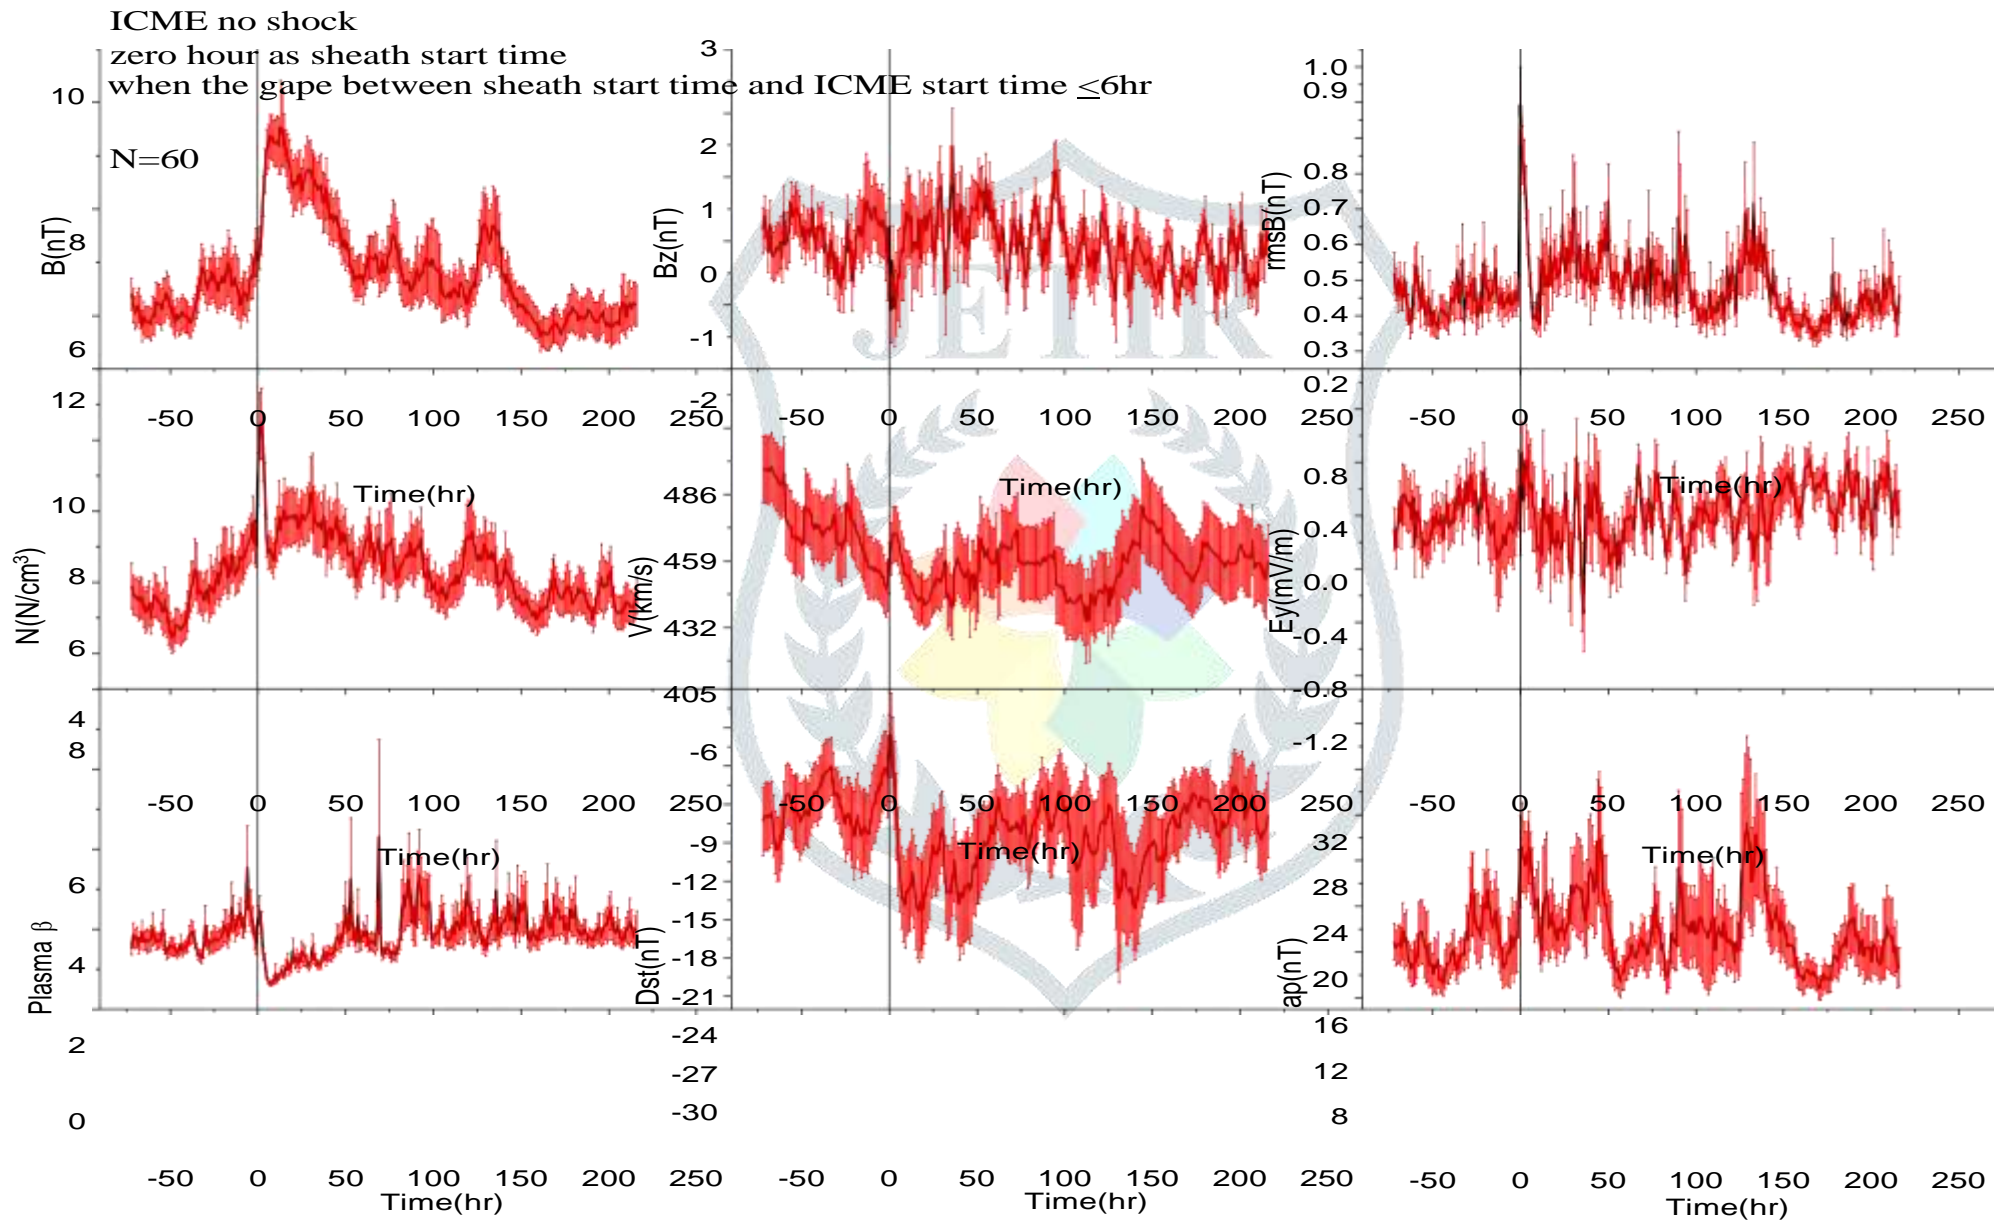 ICME no shock
zero hour as sheath start time
when the gape between sheath start time and ICME start time ≤6hr
N=60
10
8
6
B(nT)
3
2
1
0
-1
-2
Bz(nT)
1.0
0.9
0.8
0.7
0.6
0.5
0.4
0.3
0.2
rmsB(nT)
JETIR
-50 0 50 100 150 200 250
-50 0 50 100 150 200 250
-50 0 50 100 150 200 250
Time(hr)
Time(hr)
Time(hr)
12
10
8
6
4
N(N/cm³)
486
459
432
405
V(km/s)
0.8
0.4
0.0
-0.4
-0.8
-1.2
Ey(mV/m)
-50 0 50 100 150 200 250
-50 0 50 100 150 200 250
-50 0 50 100 150 200 250
Time(hr)
Time(hr)
Time(hr)
8
6
4
2
0
Plasma β
-6
-9
-12
-15
-18
-21
-24
-27
-30
Dst(nT)
32
28
24
20
16
12
8
ap(nT)
-50 0 50 100 150 200 250
-50 0 50 100 150 200 250
-50 0 50 100 150 200 250
Time(hr)
Time(hr)
Time(hr)